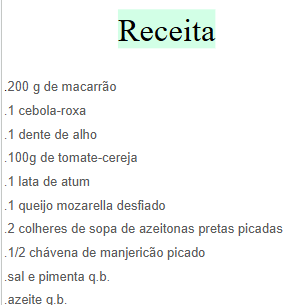 Receita
.200 g de macarrão
.1 cebola-roxa
.1 dente de alho
.100g de tomate-cereja
.1 lata de atum
.1 queijo mozarella desfiado
.2 colheres de sopa de azeitonas pretas picadas
.1/2 chávena de manjericão picado
.sal e pimenta q.b.
.azeite q.b.